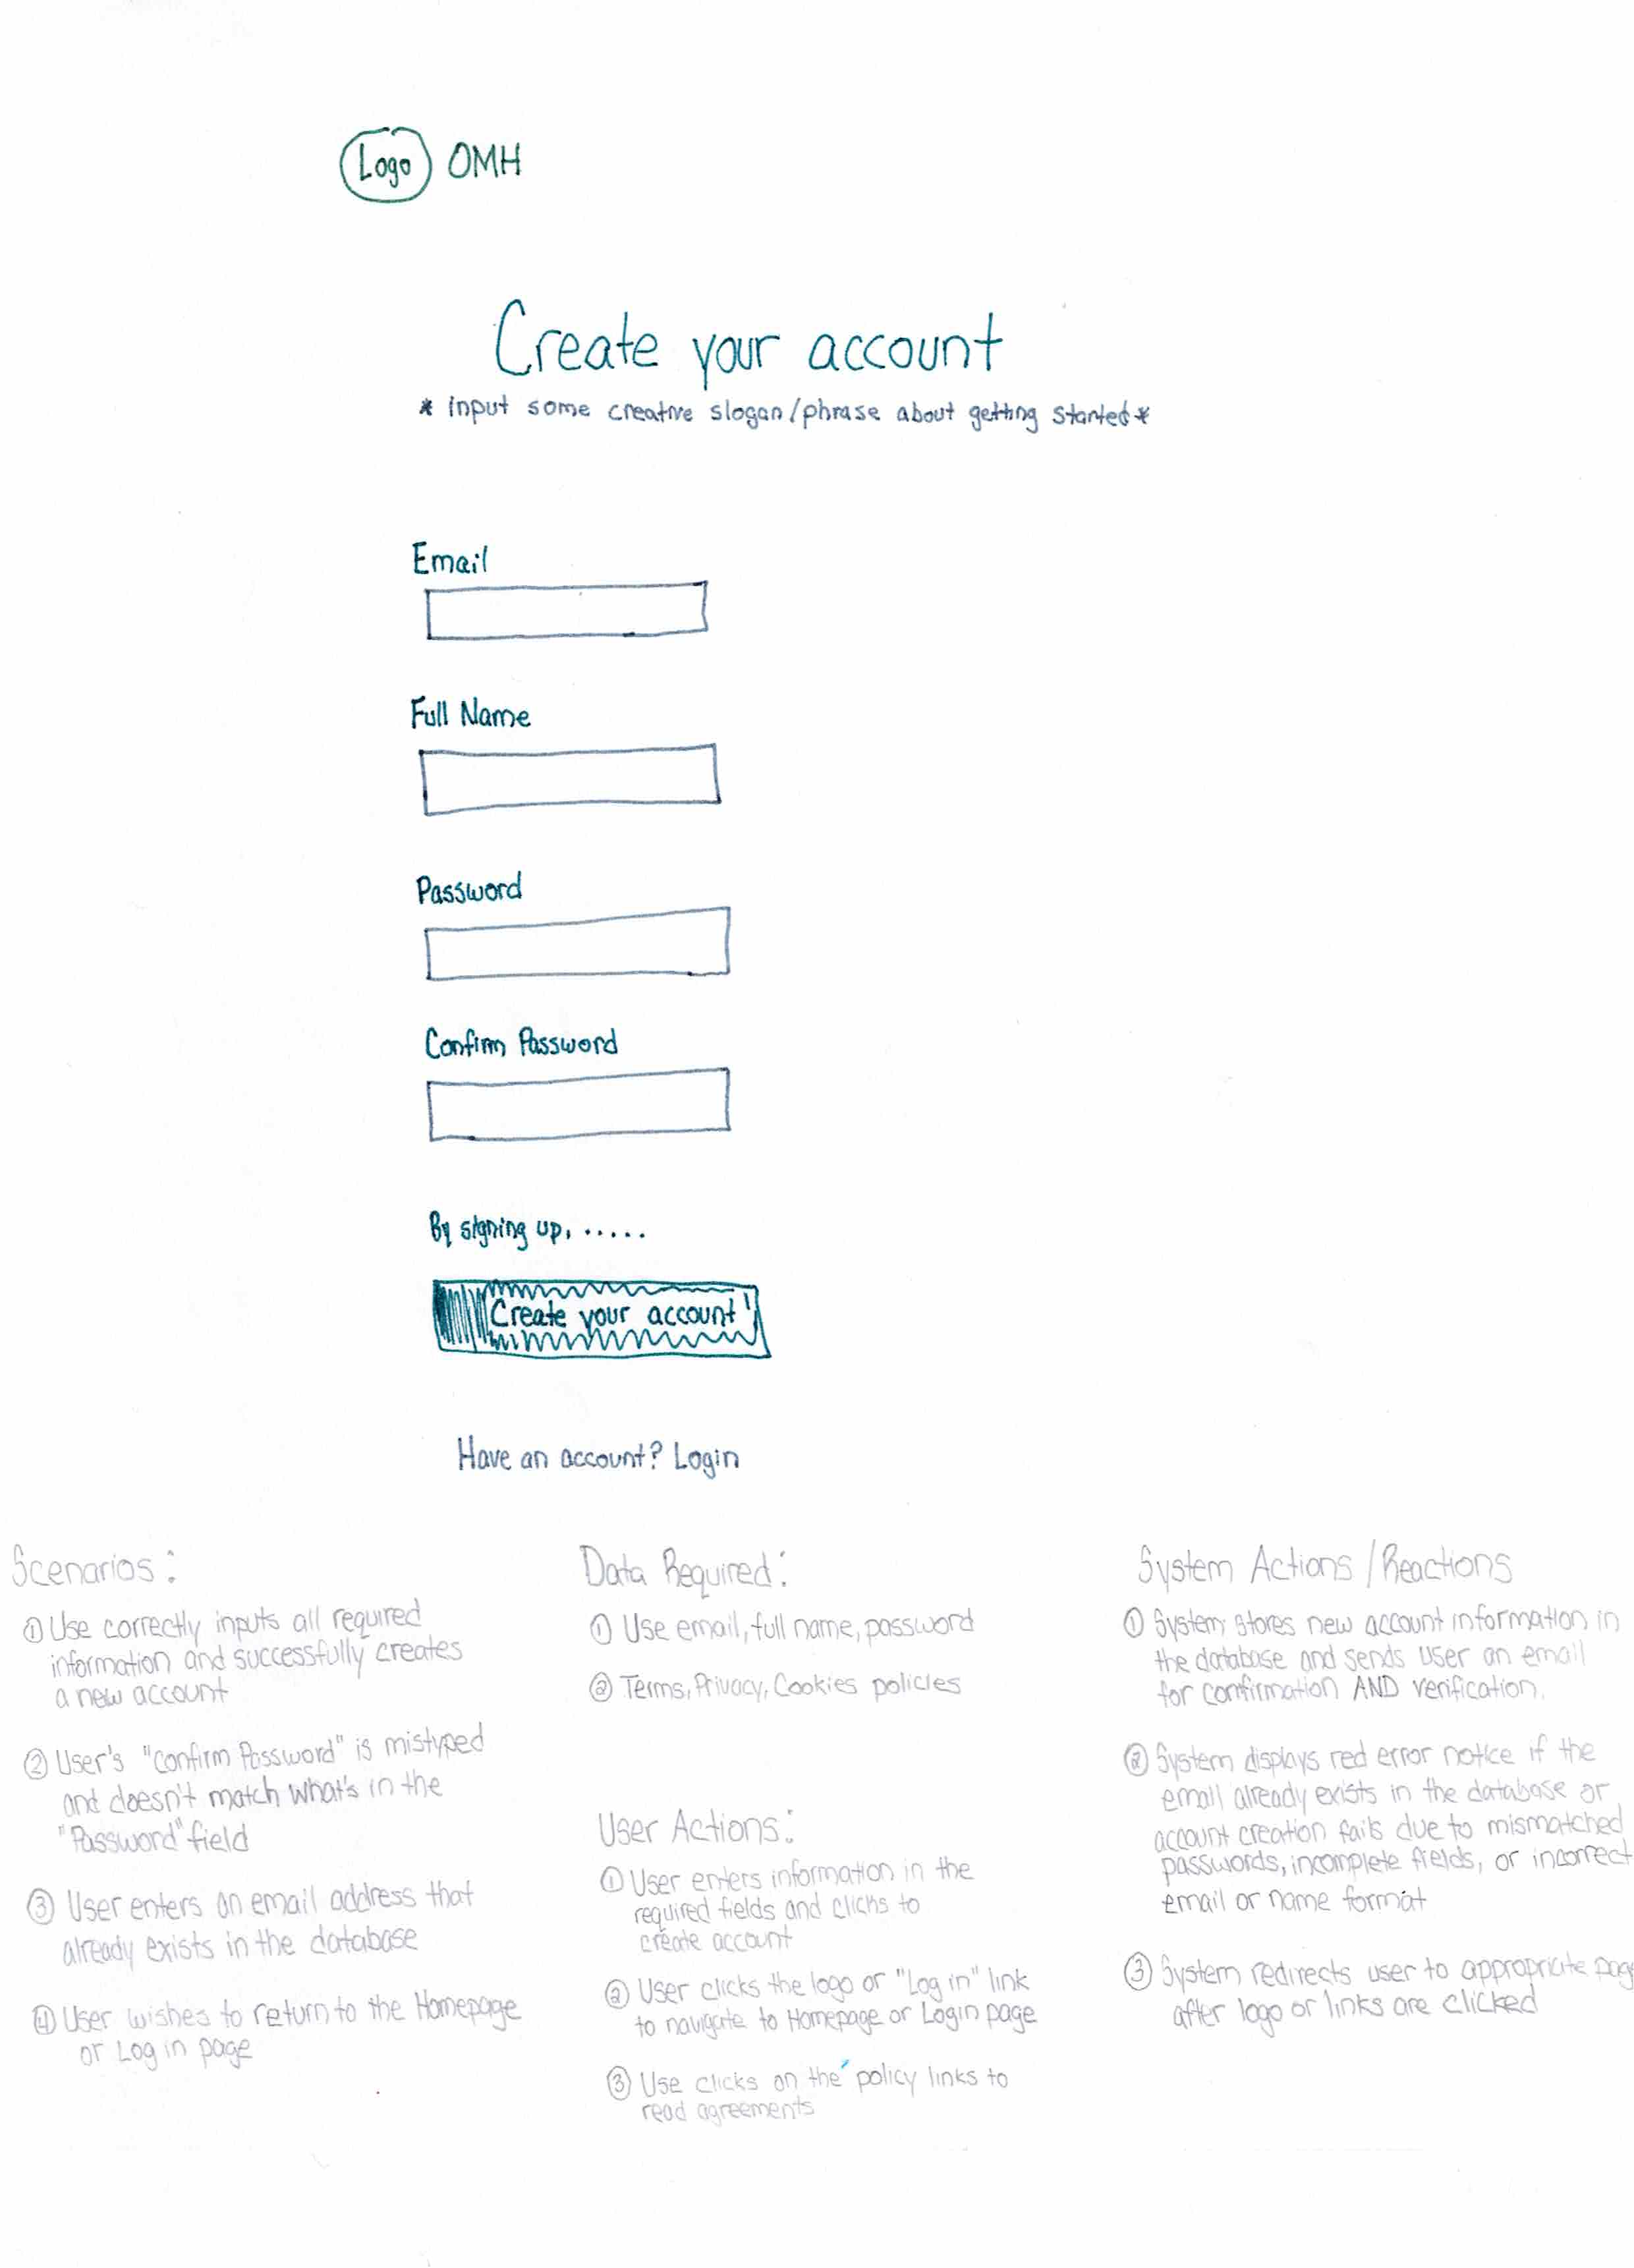 Logo OMH
Create your account
* input some creative slogan/phrase about getting started *
Email
Full Name
Password
Confirm Password
By signing up, .....
Create your account!
Have an account? Login
Scenarios:
① Use correctly inputs all required
information and successfully creates
a new account
② User's "Confirm Password" is mistyped
and doesn't match what's in the
"Password" field
③ User enters an email address that
already exists in the database
④ User wishes to return to the Homepage
or Log in page
Data Required:
① Use email, full name, password
② Terms, Privacy, Cookies policies
User Actions:
① User enters information in the
required fields and clicks to
create account
② User clicks the logo or "Log in" link
to navigate to Homepage or Login page
③ Use clicks on the policy links to
read agreements
System Actions / Reactions
① System stores new account information in
the database and sends user an email
for confirmation AND verification.
② System displays red error notice if the
email already exists in the database or
account creation fails due to mismatched
passwords, incomplete fields, or incorrect
email or name format
③ System redirects user to appropriate pag
after logo or links are clicked